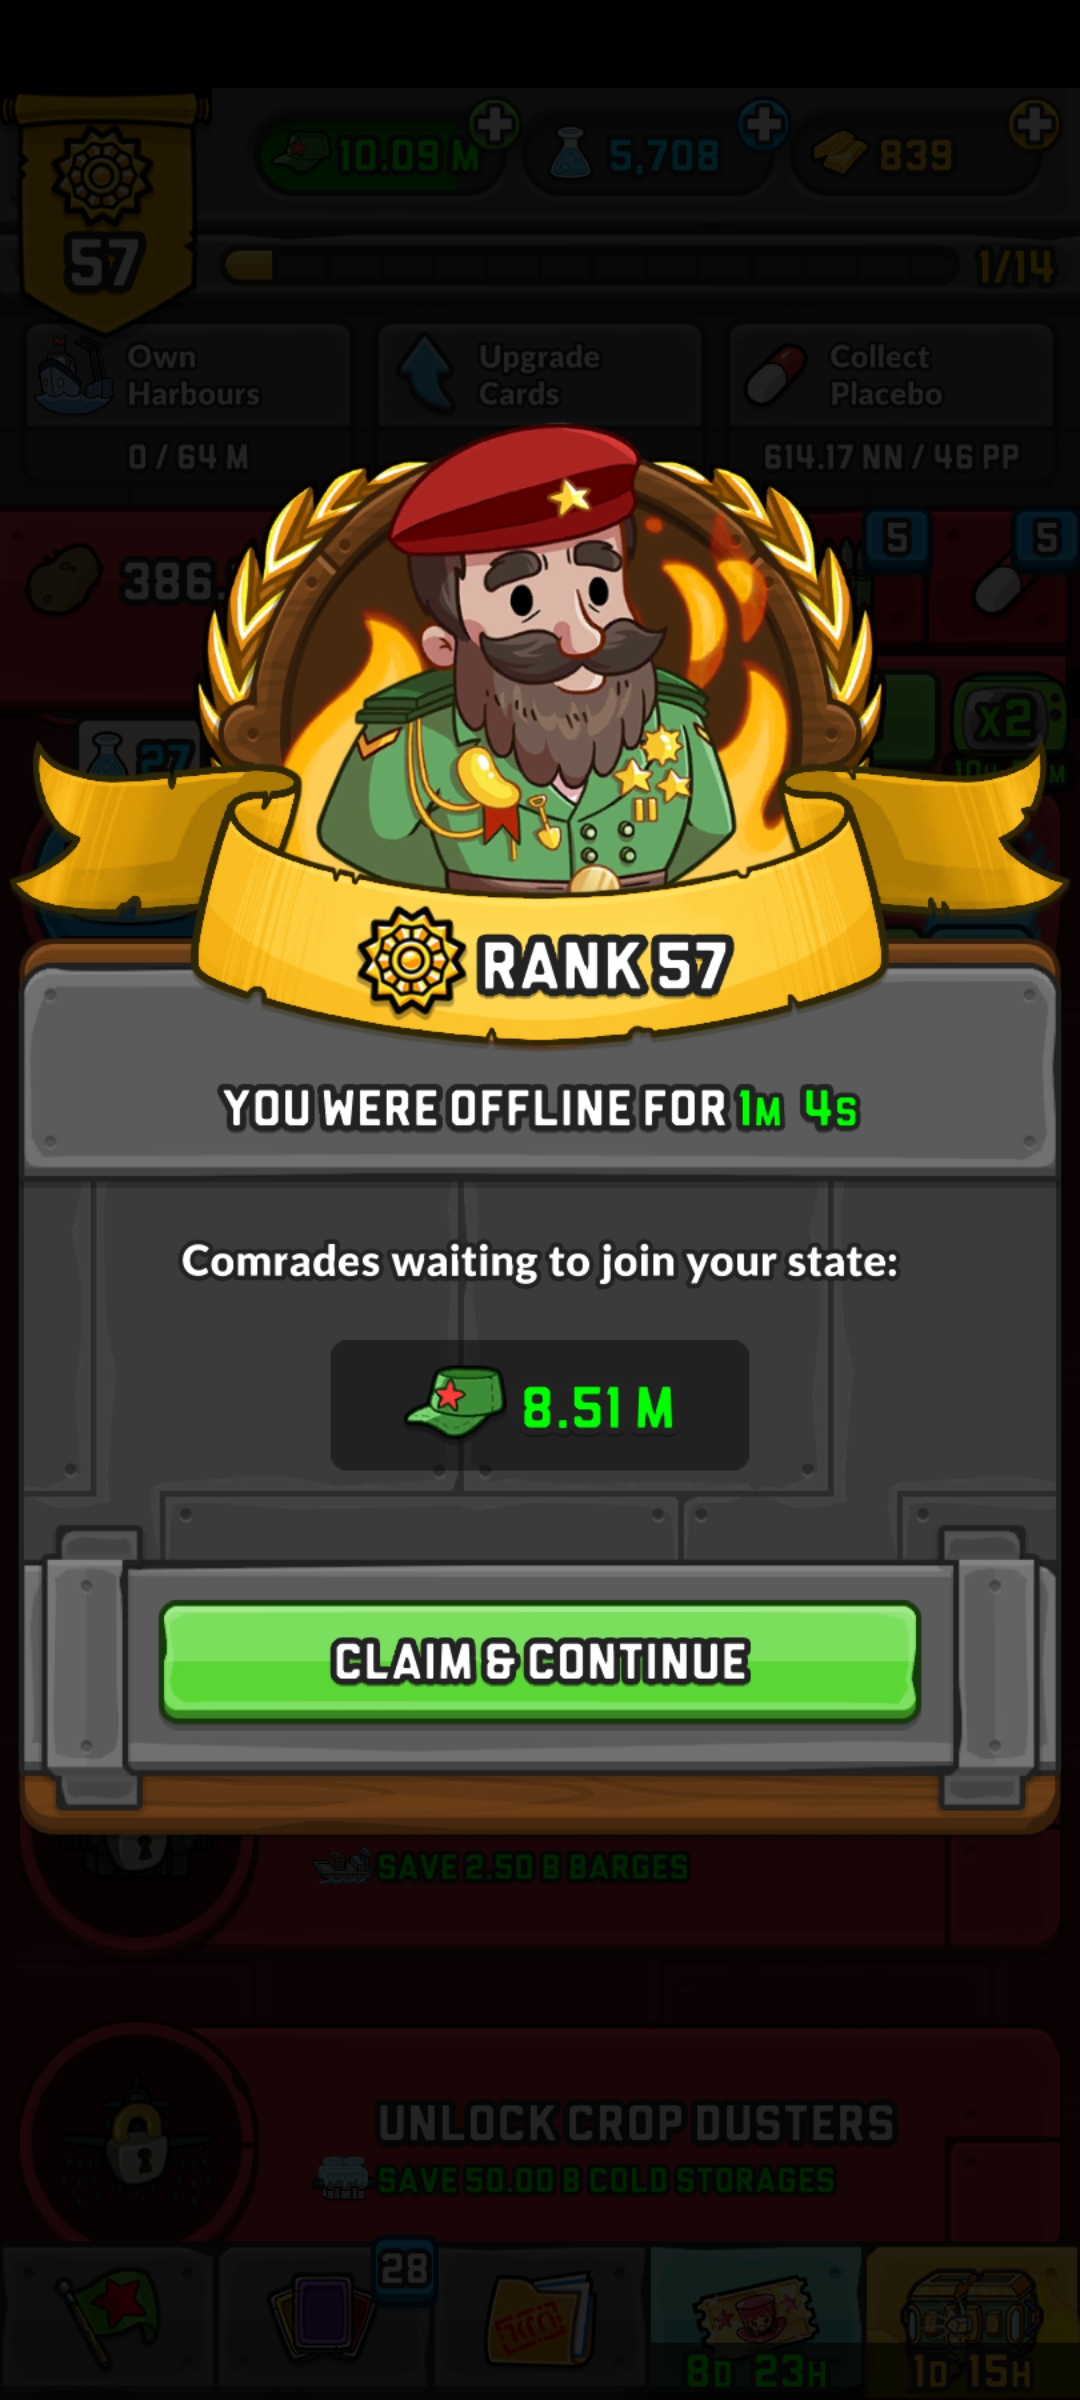 10.09 M
5,708
839
57
1/14
Own
Harbours
Upgrade
Cards
Collect
Placebo
0 / 64 M
614.17 NN / 46 PP
386.
5
5
27
x2
RANK 57
YOU WERE OFFLINE FOR 1M 4S
Comrades waiting to join your state:
8.51 M
CLAIM & CONTINUE
SAVE 2.50 B BARGES
UNLOCK CROP DUSTERS
SAVE 50.00 B COLD STORAGES
28
8D 23H
1D 15H